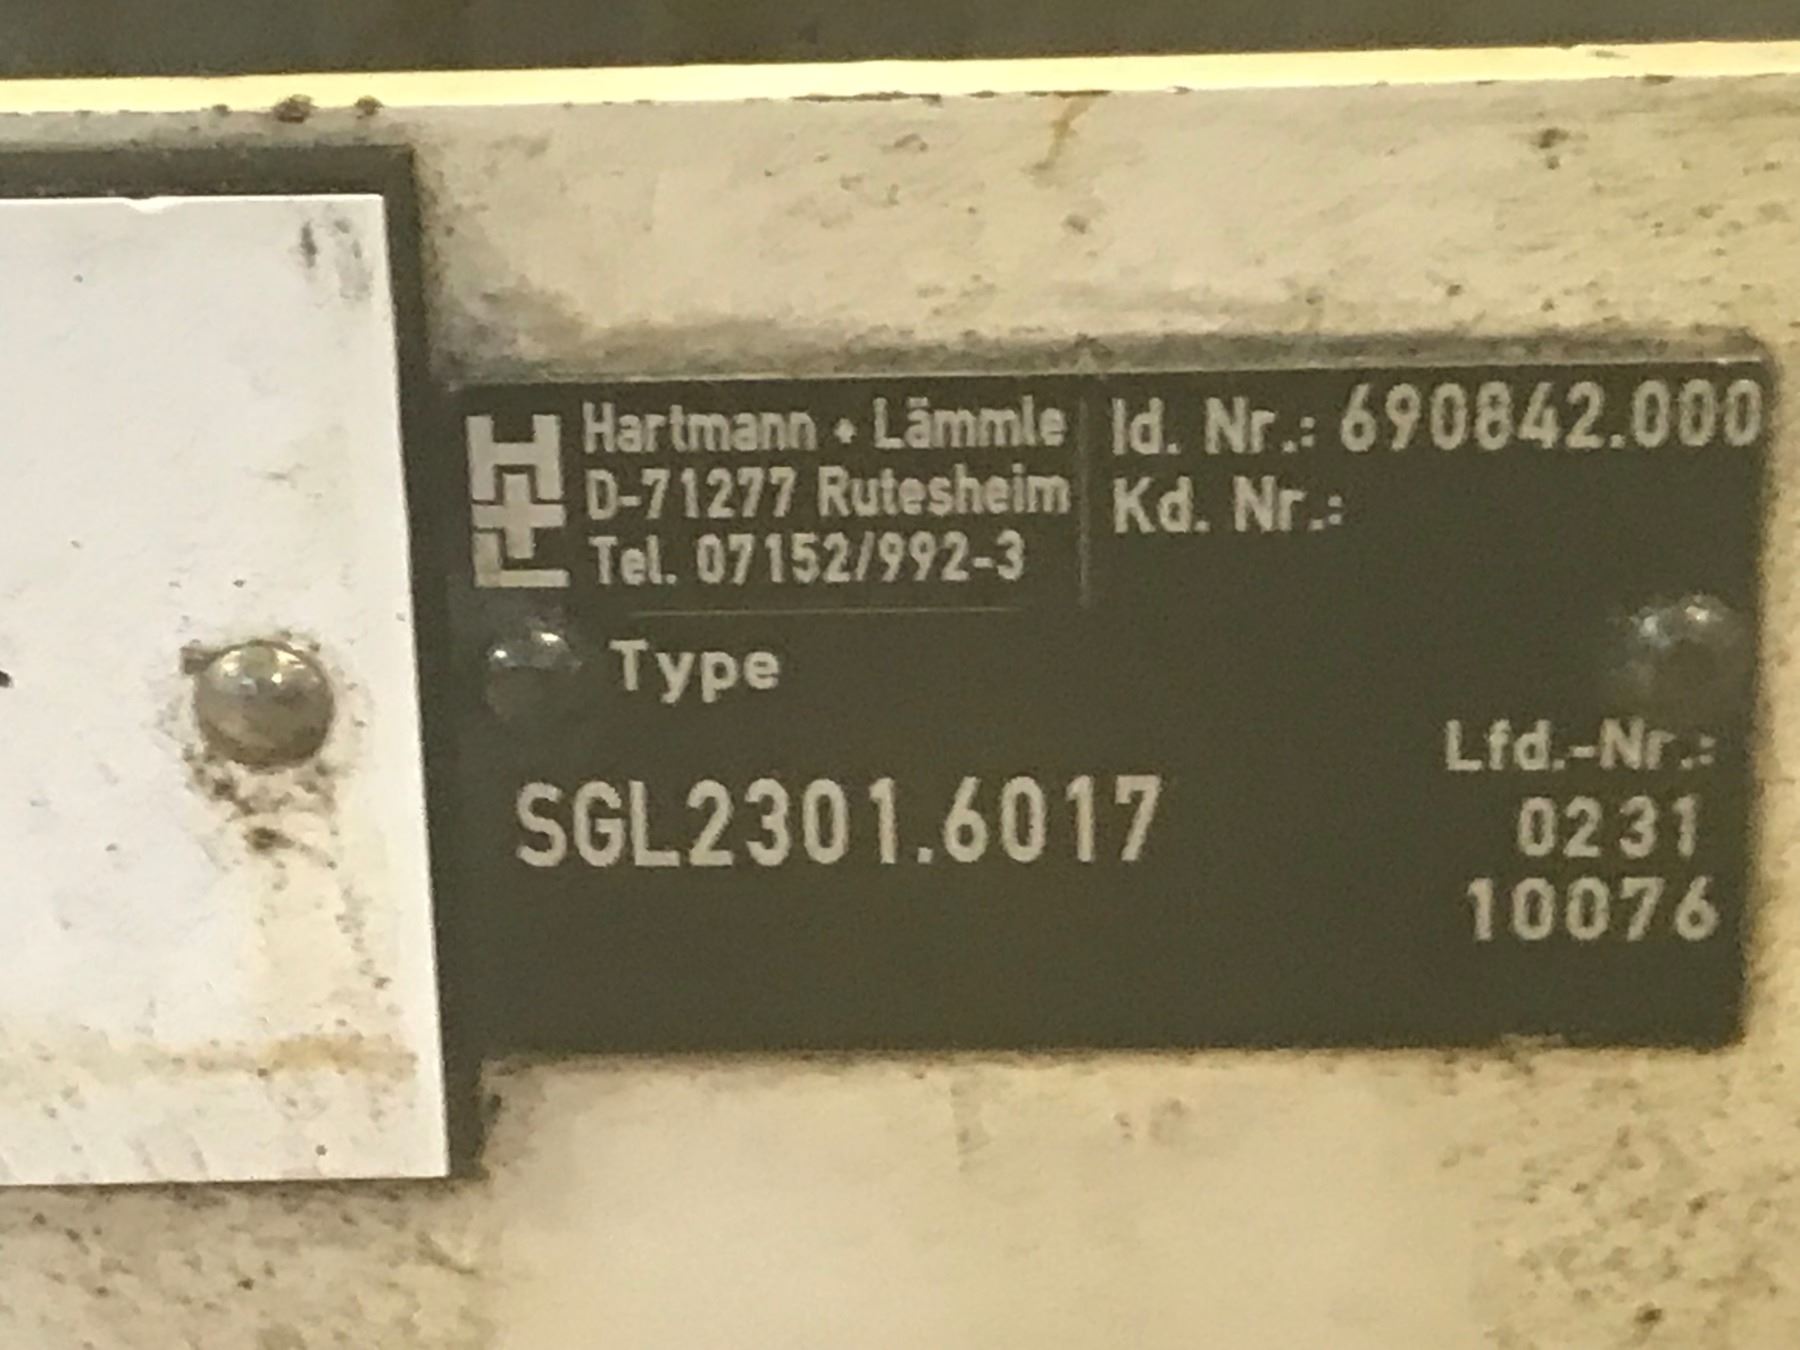 H+L
Hartmann + Lämmle
D-71277 Rutesheim
Tel. 07152/992-3
Id. Nr.: 690842.000
Kd. Nr.:
Type
SGL2301.6017
Lfd.-Nr.:
0231
10076